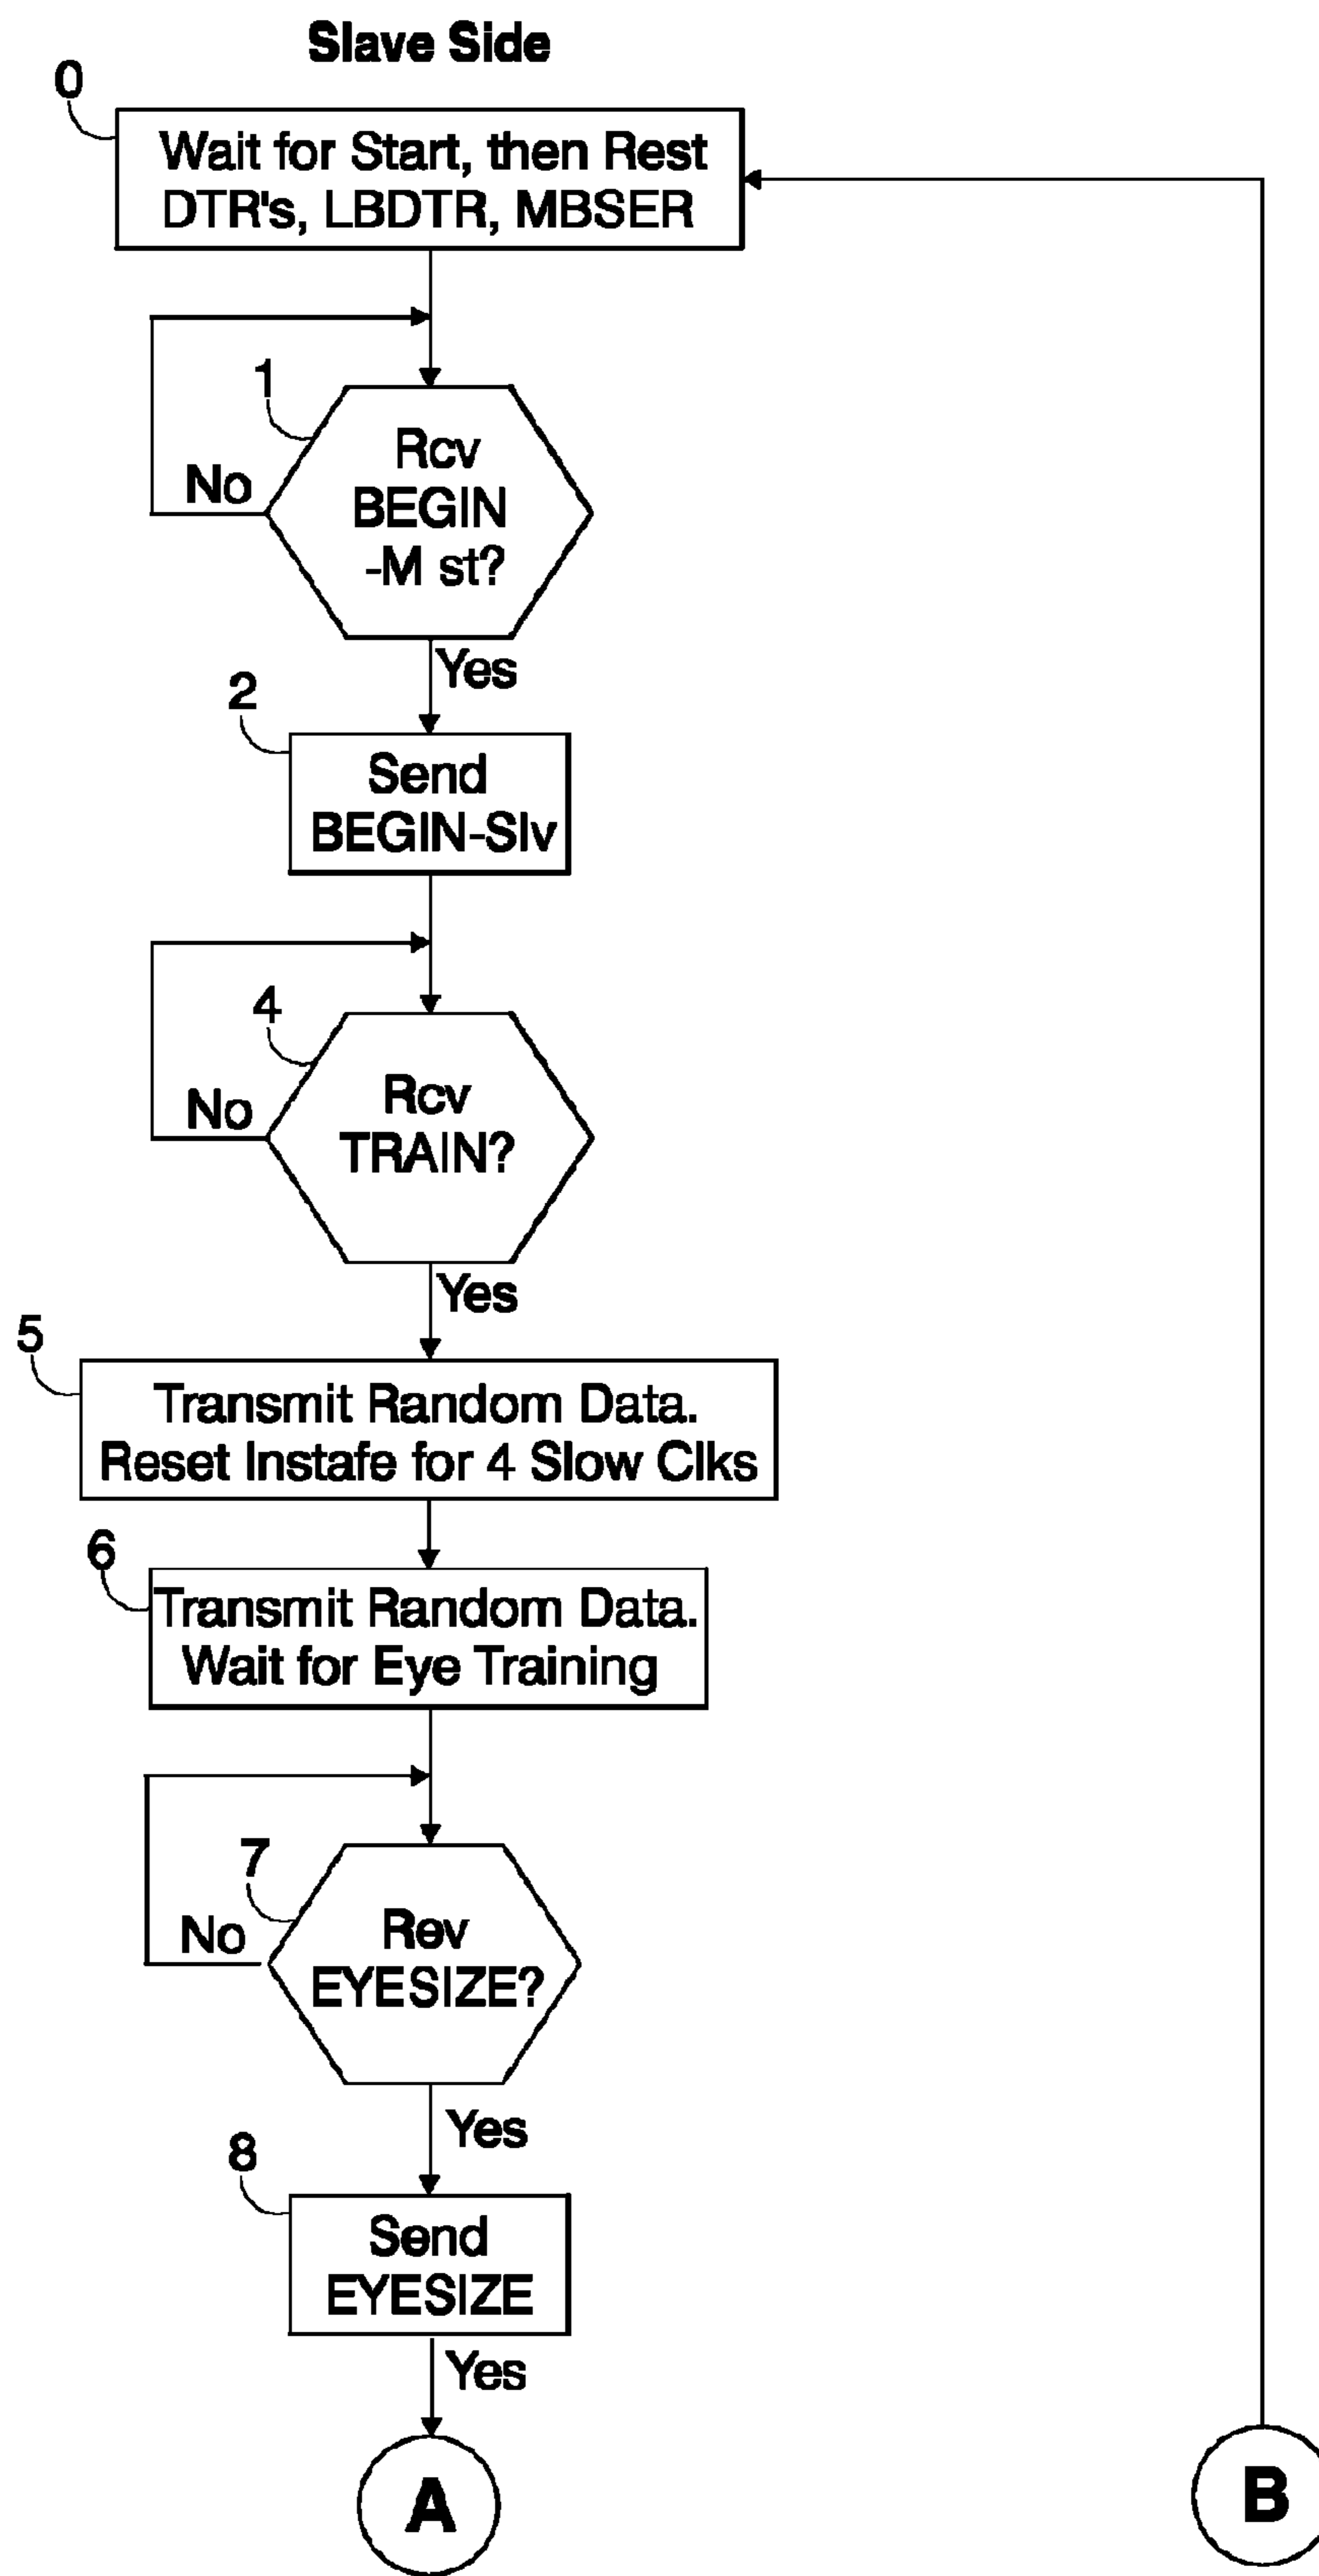 Slave Side
0
Wait for Start, then Rest
DTR's, LBDTR, MBSER
1
Rcv
BEGIN
-M st?
No
Yes
2
Send
BEGIN-Slv
4
Rcv
TRAIN?
No
Yes
5
Transmit Random Data.
Reset Instafe for 4 Slow Clks
6
Transmit Random Data.
Wait for Eye Training
7
Rev
EYESIZE?
No
Yes
8
Send
EYESIZE
Yes
A
B